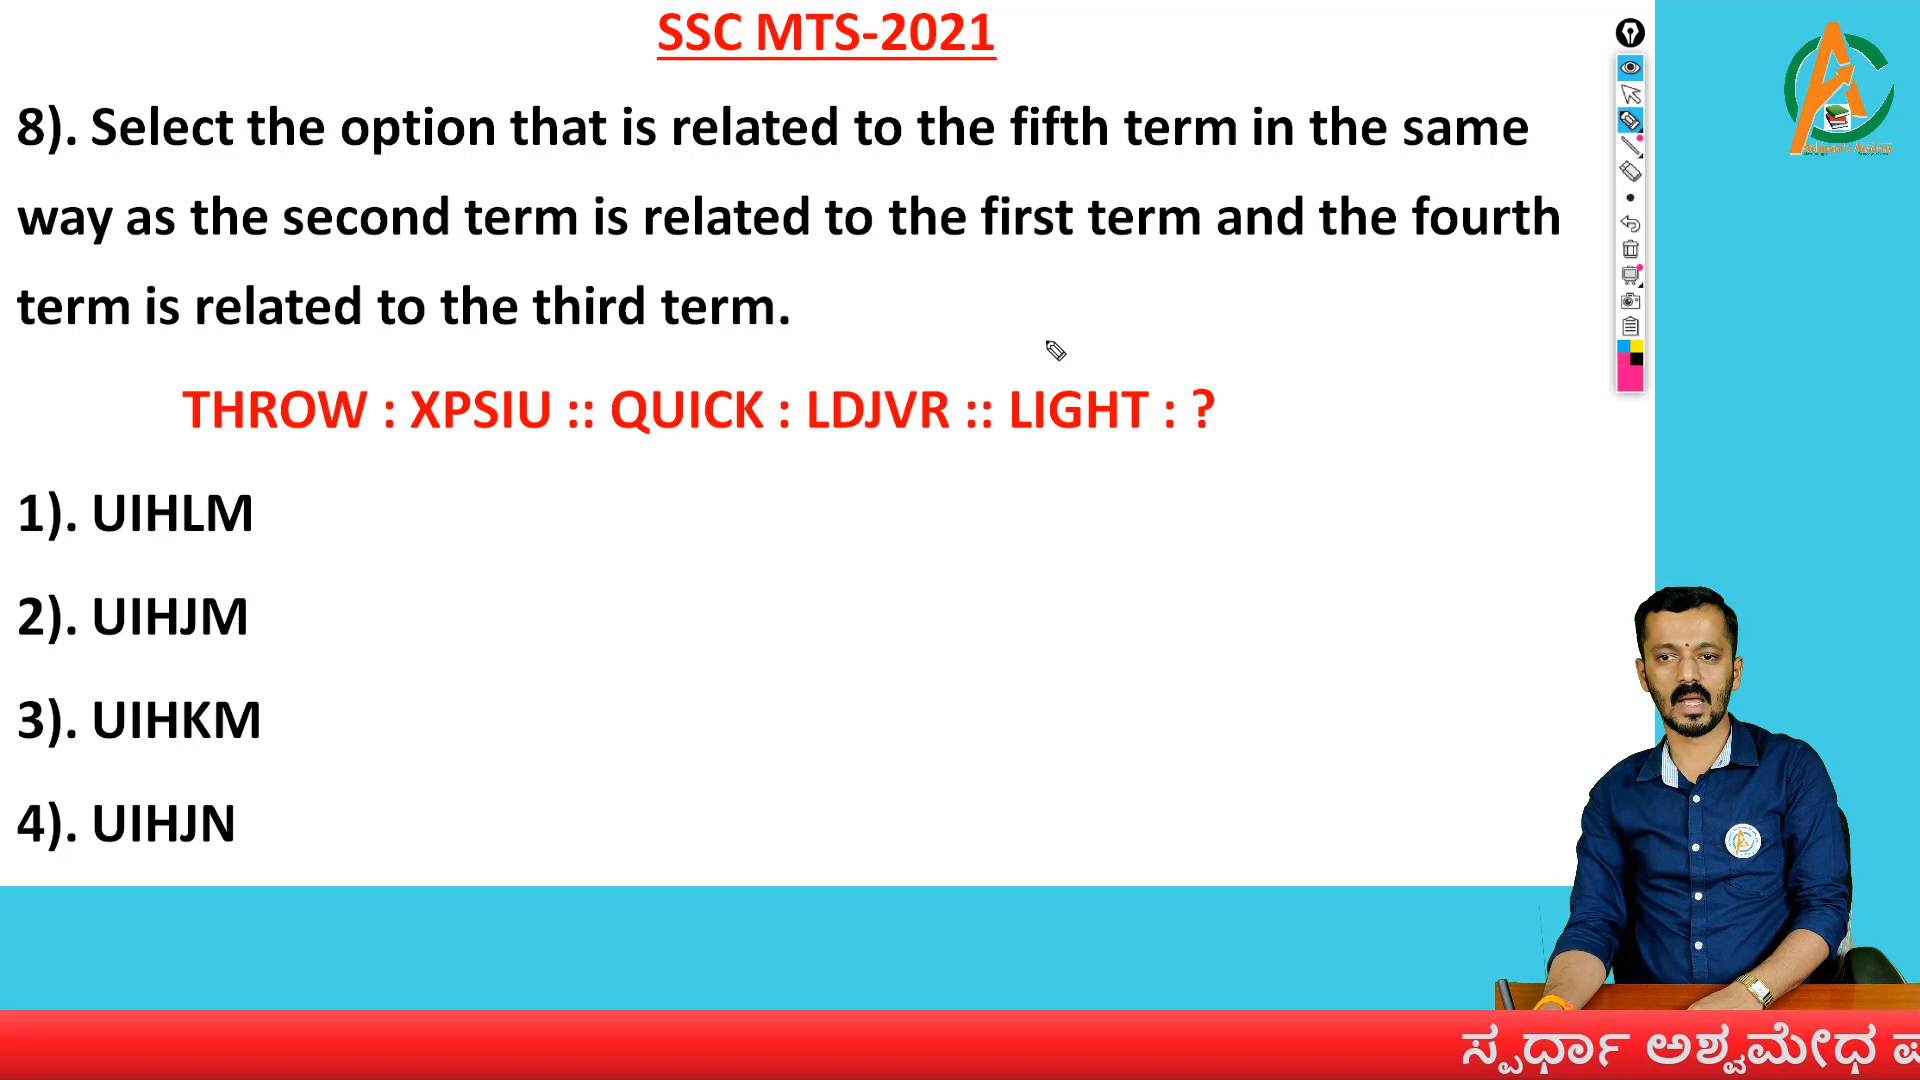 SSC MTS-2021
8). Select the option that is related to the fifth term in the same
way as the second term is related to the first term and the fourth
term is related to the third term.
THROW : XPSIU :: QUICK : LDJVR :: LIGHT : ?
1). UIHLM
2). UIHJM
3). UIHKM
4). UIHJN
ಸ್ಪರ್ಧಾ ಅಶ್ವಮೇಧ